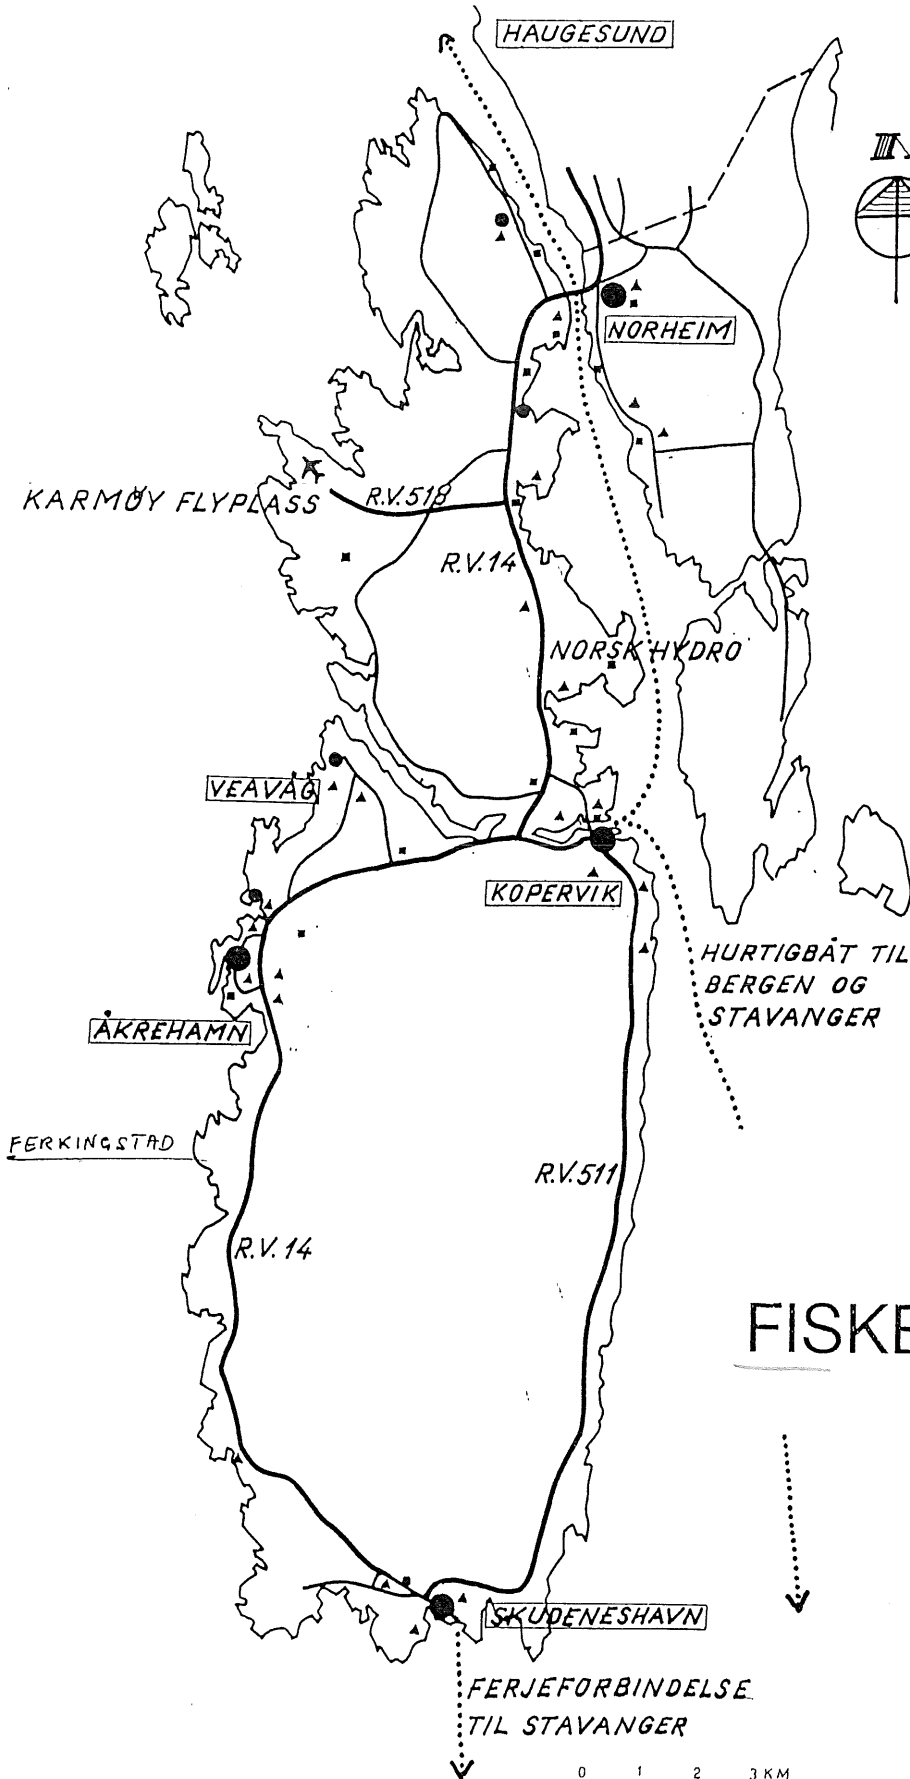 HAUGESUND
NORHEIM
KARMØY FLYPLASS
R.V.518
R.V.14
NORSK HYDRO
VEAVÅG
KOPERVIK
HURTIGBÅT TIL
BERGEN OG
STAVANGER
ÅKREHAMN
FERKINGSTAD
R.V.511
R.V.14
FISKE
SKUDENESHAVN
FERJEFORBINDELSE
TIL STAVANGER
0 1 2 3 KM